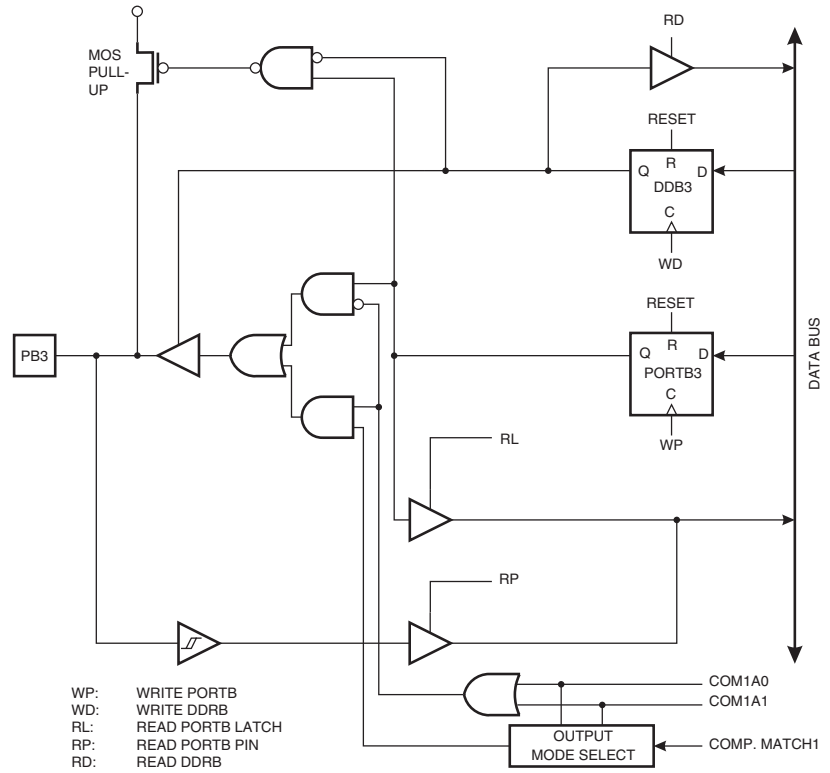 RD
MOS
PULL-
UP
RESET
Q
R
D
DDB3
C
WD
RESET
Q
R
D
PORTB3
C
WP
PB3
DATA BUS
RL
RP
COM1A0
COM1A1
OUTPUT
MODE SELECT
COMP. MATCH1
WP: WRITE PORTB
WD: WRITE DDRB
RL: READ PORTB LATCH
RP: READ PORTB PIN
RD: READ DDRB